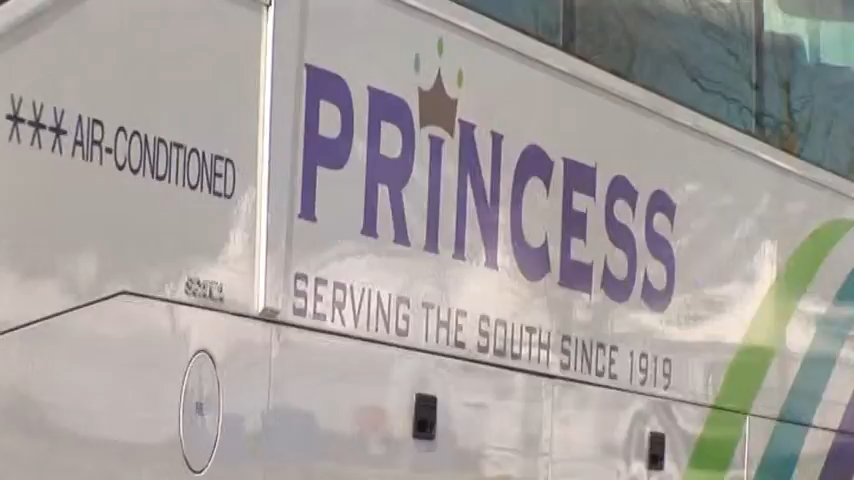 ***AIR-CONDITIONED
PRINCESS
SERVING THE SOUTH SINCE 1919